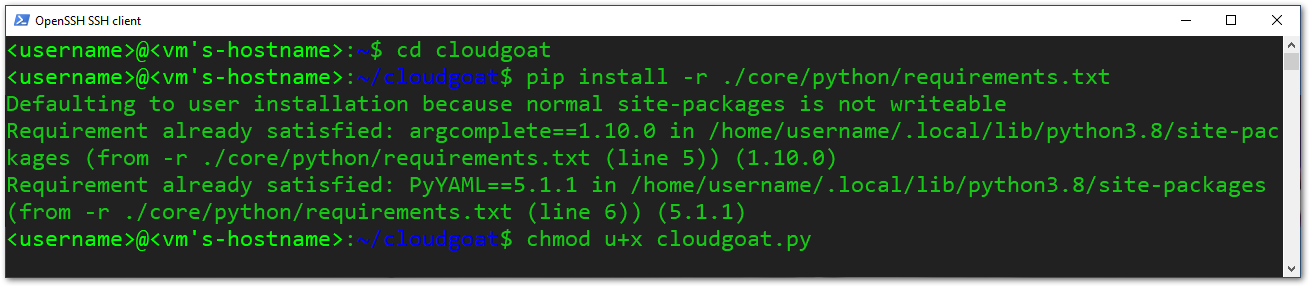 OpenSSH SSH client
<username>@<vm's-hostname>:~$ cd cloudgoat
<username>@<vm's-hostname>:~/cloudgoat$ pip install -r ./core/python/requirements.txt
Defaulting to user installation because normal site-packages is not writeable
Requirement already satisfied: argcomplete==1.10.0 in /home/username/.local/lib/python3.8/site-pac
kages (from -r ./core/python/requirements.txt (line 5)) (1.10.0)
Requirement already satisfied: PyYAML==5.1.1 in /home/username/.local/lib/python3.8/site-packages
(from -r ./core/python/requirements.txt (line 6)) (5.1.1)
<username>@<vm's-hostname>:~/cloudgoat$ chmod u+x cloudgoat.py